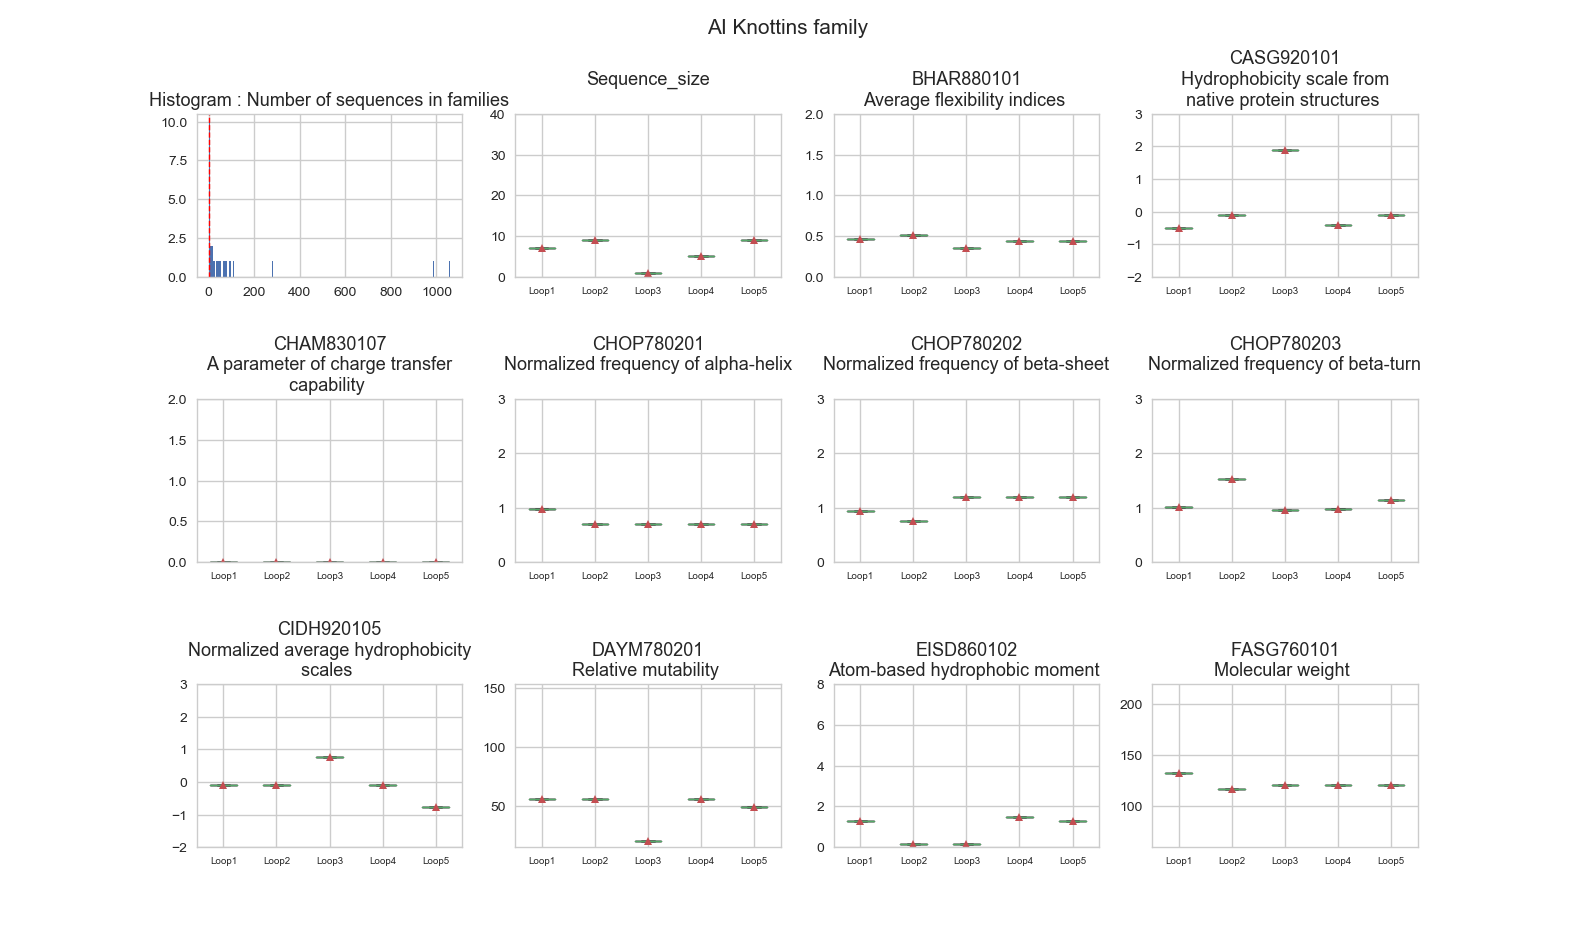 AI Knottins family
Histogram : Number of sequences in families
10.0
7.5
5.0
2.5
0.0
0 200 400 600 800 1000
Sequence_size
40
30
20
10
0
Loop1 Loop2 Loop3 Loop4 Loop5
BHAR880101
Average flexibility indices
2.0
1.5
1.0
0.5
0.0
Loop1 Loop2 Loop3 Loop4 Loop5
CASG920101
Hydrophobicity scale from
native protein structures
3
2
1
0
−1
−2
Loop1 Loop2 Loop3 Loop4 Loop5
CHAM830107
A parameter of charge transfer
capability
2.0
1.5
1.0
0.5
0.0
Loop1 Loop2 Loop3 Loop4 Loop5
CHOP780201
Normalized frequency of alpha-helix
3
2
1
0
Loop1 Loop2 Loop3 Loop4 Loop5
CHOP780202
Normalized frequency of beta-sheet
3
2
1
0
Loop1 Loop2 Loop3 Loop4 Loop5
CHOP780203
Normalized frequency of beta-turn
3
2
1
0
Loop1 Loop2 Loop3 Loop4 Loop5
CIDH920105
Normalized average hydrophobicity
scales
3
2
1
0
−1
−2
Loop1 Loop2 Loop3 Loop4 Loop5
DAYM780201
Relative mutability
150
100
50
Loop1 Loop2 Loop3 Loop4 Loop5
EISD860102
Atom-based hydrophobic moment
8
6
4
2
0
Loop1 Loop2 Loop3 Loop4 Loop5
FASG760101
Molecular weight
200
150
100
Loop1 Loop2 Loop3 Loop4 Loop5